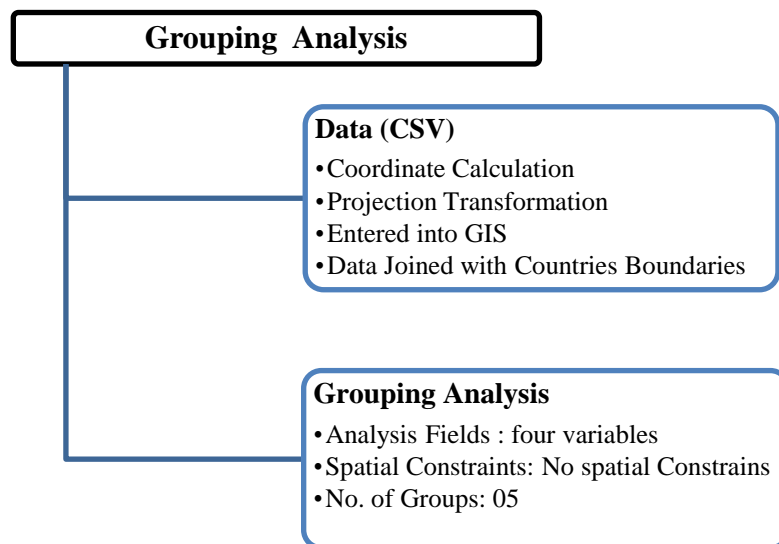 Grouping Analysis
Data (CSV)
•Coordinate Calculation
•Projection Transformation
•Entered into GIS
•Data Joined with Countries Boundaries
Grouping Analysis
•Analysis Fields : four variables
•Spatial Constraints: No spatial Constrains
•No. of Groups: 05